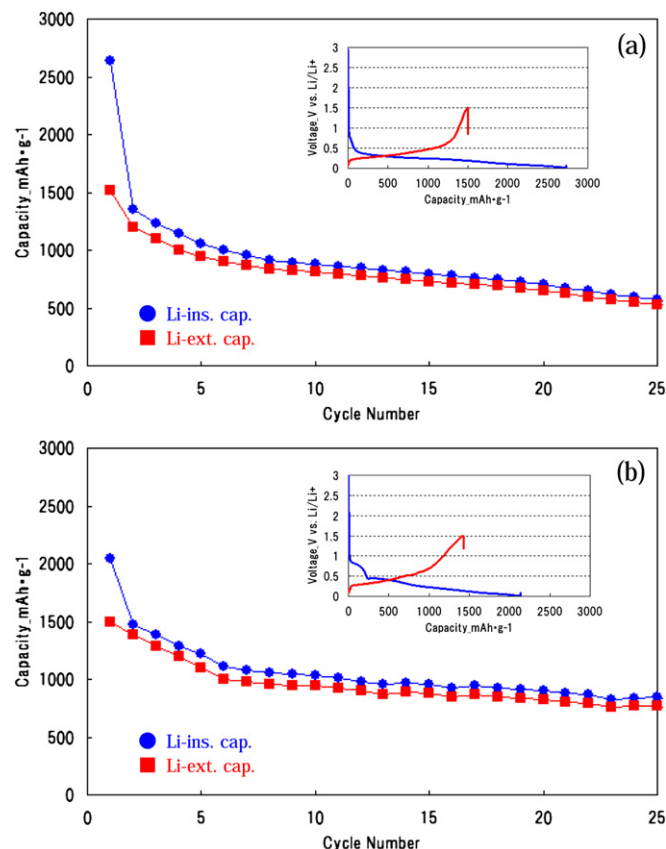 3000
2500
2000
1500
1000
500
0
Capacity_mAh・g-1
0 5 10 15 20 25
Cycle Number
Li-ins. cap.
Li-ext. cap.
(a)
3
2.5
2
1.5
1
0.5
0
Voltage_V vs. Li/Li+
0 500 1000 1500 2000 2500 3000
Capacity_mAh・g-1
3000
2500
2000
1500
1000
500
0
Capacity_mAh・g-1
0 5 10 15 20 25
Cycle Number
Li-ins. cap.
Li-ext. cap.
(b)
3
2.5
2
1.5
1
0.5
0
Voltage_V vs. Li/Li+
0 500 1000 1500 2000 2500 3000
Capacity_mAh・g-1